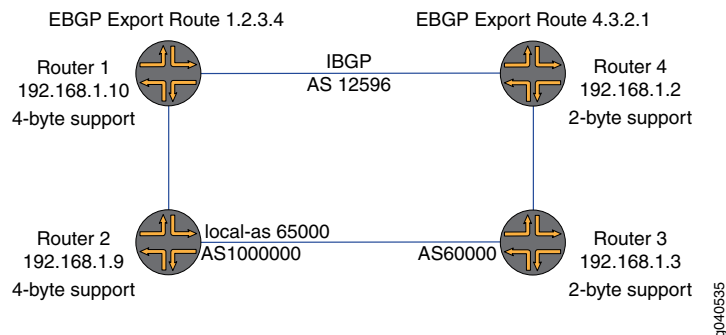 EBGP Export Route 1.2.3.4
EBGP Export Route 4.3.2.1
Router 1
192.168.1.10
4-byte support
IBGP
AS 12596
Router 4
192.168.1.2
2-byte support
Router 2
192.168.1.9
4-byte support
local-as 65000
AS1000000
AS60000
Router 3
192.168.1.3
2-byte support
g040535